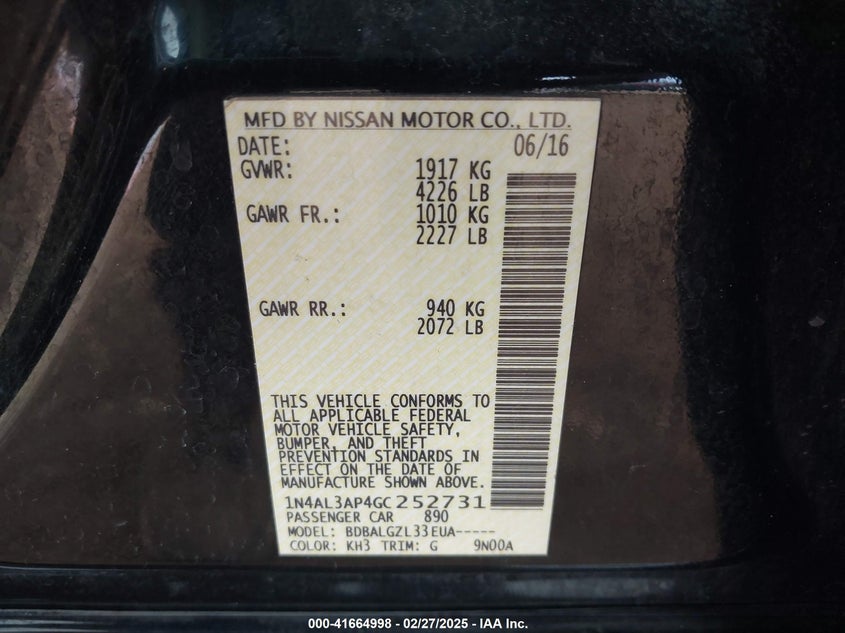 MFD BY NISSAN MOTOR CO., LTD.
DATE: 06/16
GVWR: 1917 KG
4226 LB
GAWR FR.: 1010 KG
2227 LB
GAWR RR.: 940 KG
2072 LB
THIS VEHICLE CONFORMS TO
ALL APPLICABLE FEDERAL
MOTOR VEHICLE SAFETY,
BUMPER, AND THEFT
PREVENTION STANDARDS IN
EFFECT ON THE DATE OF
MANUFACTURE SHOWN ABOVE.
1N4AL3AP4GC252731
PASSENGER CAR 890
MODEL: BDBALGZL33EUA-----
COLOR: KH3 TRIM: G 9N00A
000-41664998 - 02/27/2025 - IAA Inc.